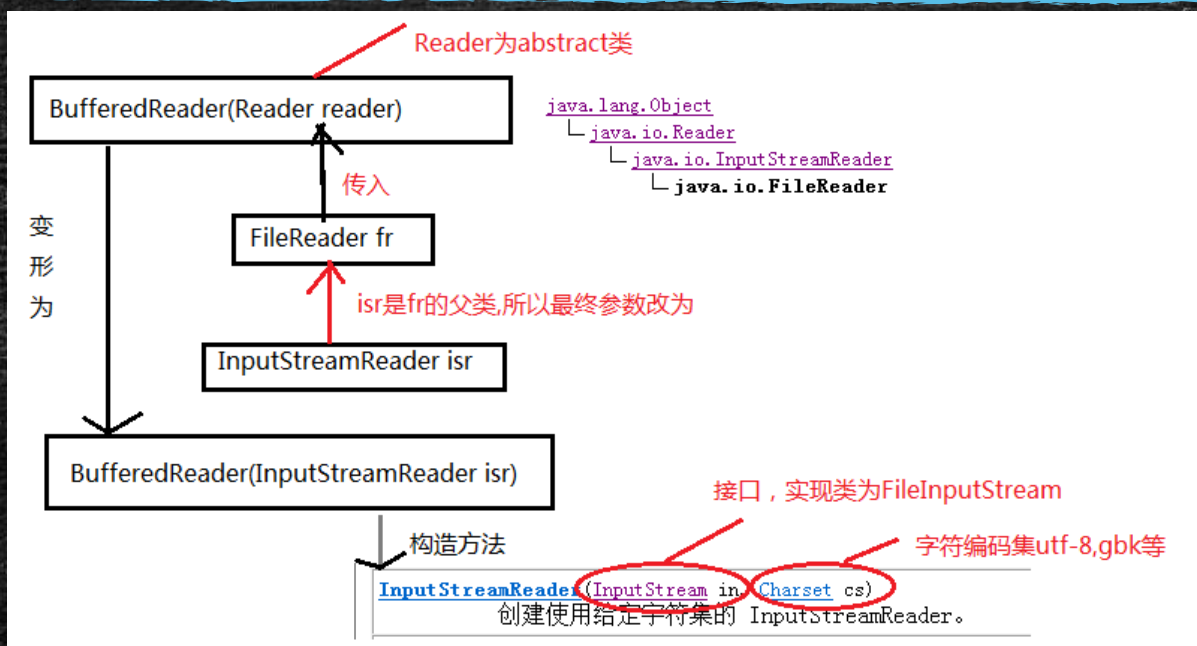 Reader为abstract类
BufferedReader(Reader reader)
java.lang.Object
java.io.Reader
java.io.InputStreamReader
java.io.FileReader
传入
变
形
为
FileReader fr
isr是fr的父类,所以最终参数改为
InputStreamReader isr
BufferedReader(InputStreamReader isr)
接口，实现类为FileInputStream
构造方法
字符编码集utf-8,gbk等
InputStreamReader(InputStream in, Charset cs)
创建使用给定字符集的 InputStreamReader。